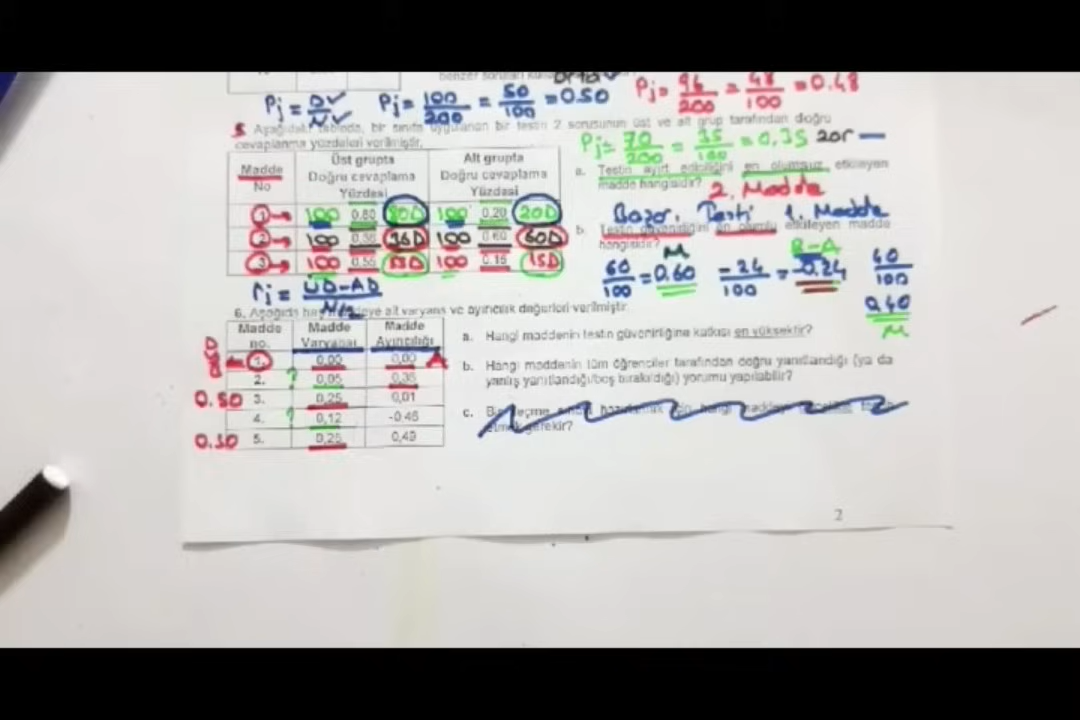 benzer soruları
Pj = D/N Pj = 100/200 = 50/100 = 0.50 Pj = 96/200 = 48/100 = 0.48
5. Aşağıdaki tabloda, bir sınıfa uygulanan bir testin 2 sorusunun üst ve alt grup tarafından doğru
cevaplanma yüzdeleri verilmiştir.
Pj = 70/200 = 35/100 = 0.35 zor
Madde No Üst grupta Doğru cevaplama Yüzdesi Alt grupta Doğru cevaplama Yüzdesi
1 100 0.80 80D 100 0.20 20D
2 100 0.36 36D 100 0.60 60D
3 100 0.55 55D 100 0.15 15D
a. Testin ayırt ediciliğini en olumsuz etkileyen
madde hangisidir? 2. Madde
Başar. Testi 1. Madde
b. Testin güvenirliğini en olumlu etkileyen madde
hangisidir?
M
60/100 = 0.60 -24/100 = -0.24 40/100
0.40
M
rj = ÜD-AD / N/2
6. Aşağıda ait varyans ve ayırıcılık değerleri verilmiştir.
Madde no. Madde Varyansı Madde Ayırıcılığı
1. 0,00 0,00
2. ? 0,05 0,35
0.50 3. 0,25 0,01
4. ? 0,12 -0,45
0.50 5. 0,25 0,49
a. Hangi maddenin testin güvenirliğine katkısı en yüksektir?
b. Hangi maddenin tüm öğrenciler tarafından doğru yanıtlandığı (ya da
yanlış yanıtlandığı/boş bırakıldığı) yorumu yapılabilir?
c.
gerekir?
2